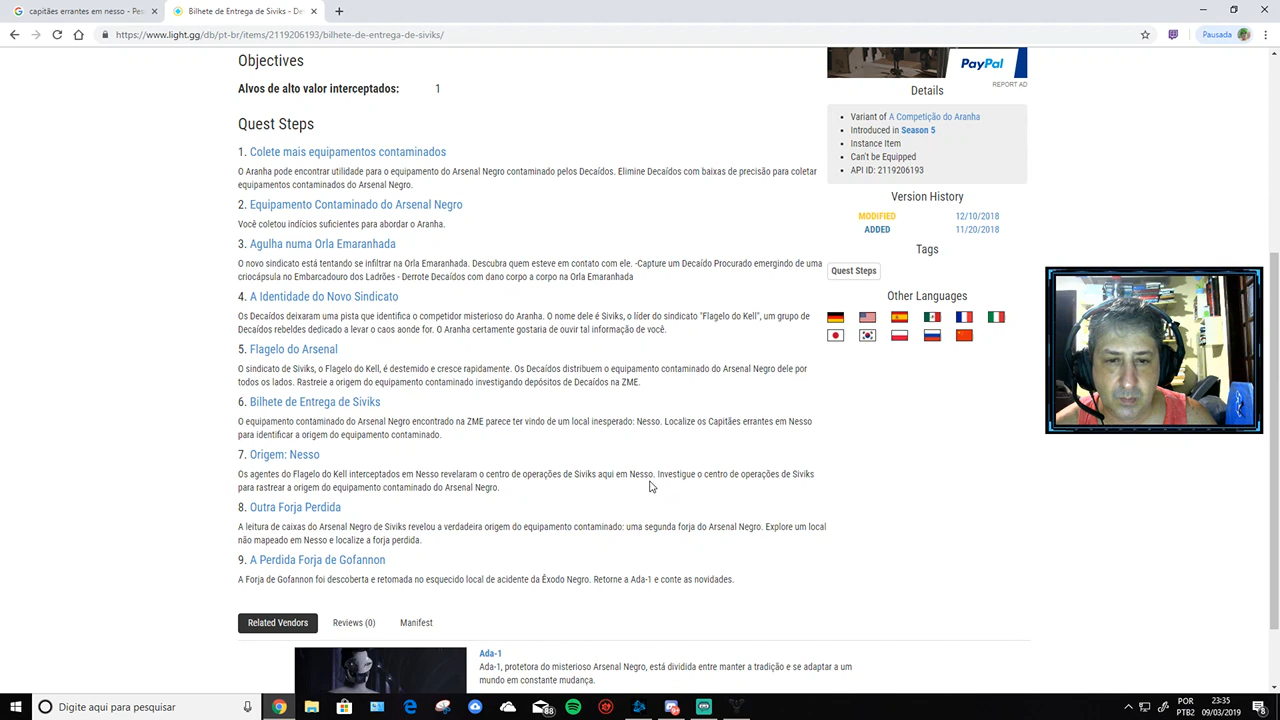 capitães errantes em nesso - Pes
Bilhete de Entrega de Siviks - De
https://www.light.gg/db/pt-br/items/2119206193/bilhete-de-entrega-de-siviks/
Pausada
Objectives
Alvos de alto valor interceptados: 1
Quest Steps
1. Colete mais equipamentos contaminados
O Aranha pode encontrar utilidade para o equipamento do Arsenal Negro contaminado pelos Decaídos. Elimine Decaídos com baixas de precisão para coletar
equipamentos contaminados do Arsenal Negro.
2. Equipamento Contaminado do Arsenal Negro
Você coletou indícios suficientes para abordar o Aranha.
3. Agulha numa Orla Emaranhada
O novo sindicato está tentando se infiltrar na Orla Emaranhada. Descubra quem esteve em contato com ele. -Capture um Decaído Procurado emergindo de uma
criocápsula no Embarcadouro dos Ladrões - Derrote Decaídos com dano corpo a corpo na Orla Emaranhada
4. A Identidade do Novo Sindicato
Os Decaídos deixaram uma pista que identifica o competidor misterioso do Aranha. O nome dele é Siviks, o líder do sindicato "Flagelo do Kell", um grupo de
Decaídos rebeldes dedicado a levar o caos aonde for. O Aranha certamente gostaria de ouvir tal informação de você.
5. Flagelo do Arsenal
O sindicato de Siviks, o Flagelo do Kell, é destemido e cresce rapidamente. Os Decaídos distribuem o equipamento contaminado do Arsenal Negro dele por
todos os lados. Rastreie a origem do equipamento contaminado investigando depósitos de Decaídos na ZME.
6. Bilhete de Entrega de Siviks
O equipamento contaminado do Arsenal Negro encontrado na ZME parece ter vindo de um local inesperado: Nesso. Localize os Capitães errantes em Nesso
para identificar a origem do equipamento contaminado.
7. Origem: Nesso
Os agentes do Flagelo do Kell interceptados em Nesso revelaram o centro de operações de Siviks aqui em Nesso. Investigue o centro de operações de Siviks
para rastrear a origem do equipamento contaminado do Arsenal Negro.
8. Outra Forja Perdida
A leitura de caixas do Arsenal Negro de Siviks revelou a verdadeira origem do equipamento contaminado: uma segunda forja do Arsenal Negro. Explore um local
não mapeado em Nesso e localize a forja perdida.
9. A Perdida Forja de Gofannon
A Forja de Gofannon foi descoberta e retomada no esquecido local de acidente da Êxodo Negro. Retorne a Ada-1 e conte as novidades.
Related Vendors
Reviews (0)
Manifest
Ada-1
Ada-1, protetora do misterioso Arsenal Negro, está dividida entre manter a tradição e se adaptar a um
mundo em constante mudança.
PayPal
REPORT AD
Details
Variant of A Competição do Aranha
Introduced in Season 5
Instance Item
Can't be Equipped
API ID: 2119206193
Version History
MODIFIED 12/10/2018
ADDED 11/20/2018
Tags
Quest Steps
Other Languages
Digite aqui para pesquisar
POR
PTB2
23:35
09/03/2019